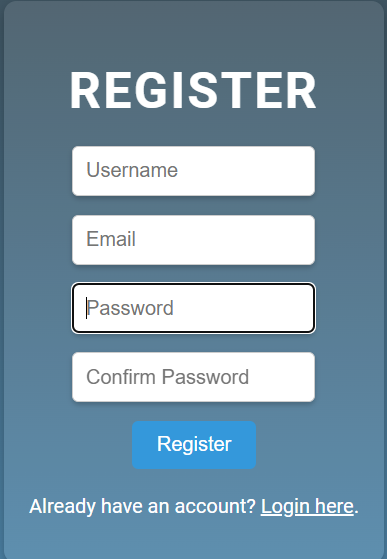 REGISTER
Username
Email
Password
Confirm Password
Register
Already have an account? Login here.